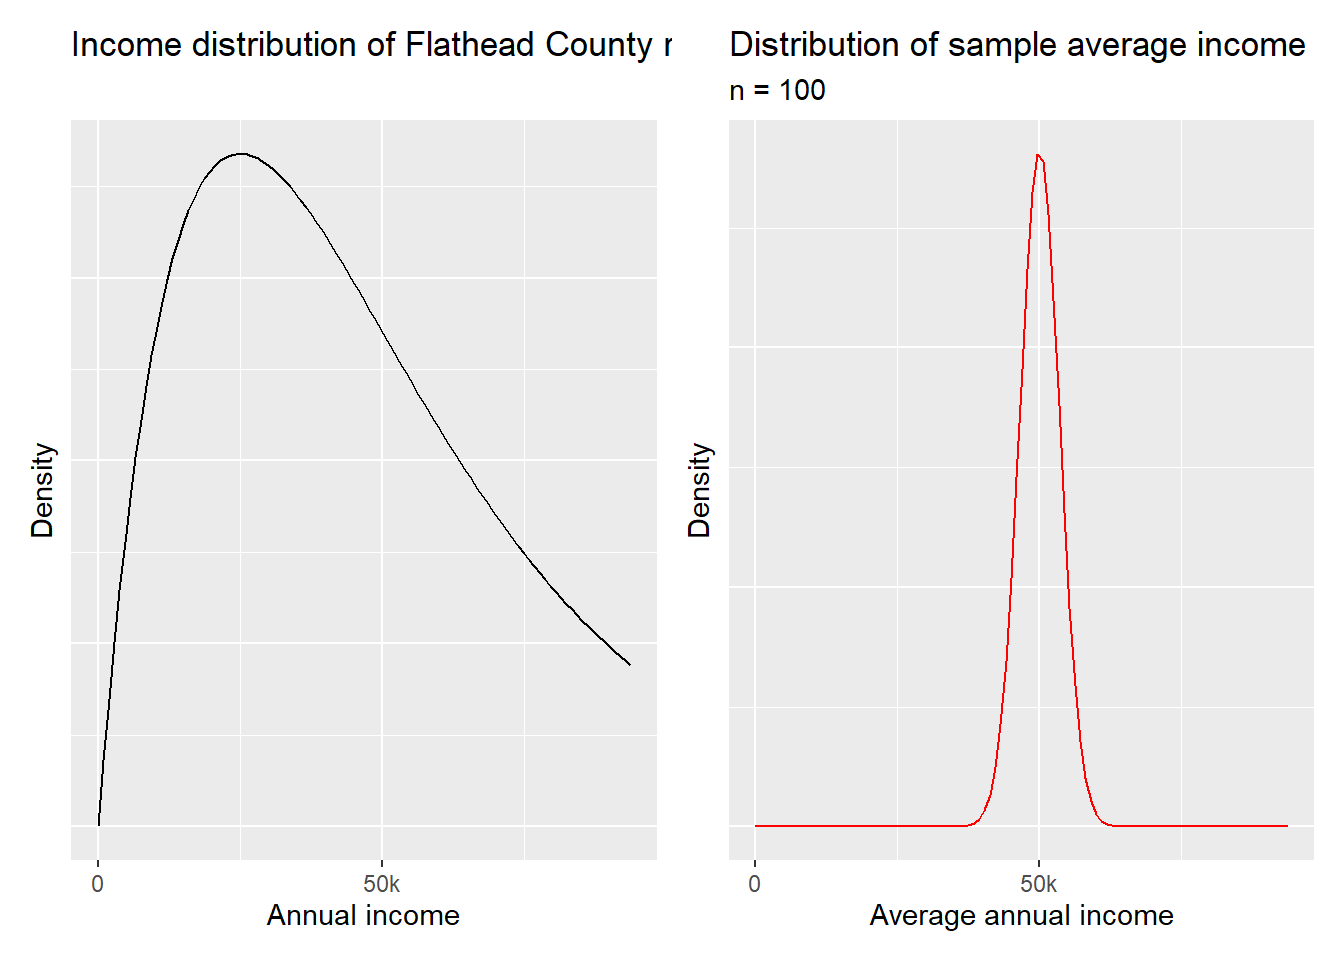 Income distribution of Flathead County
Density
0 50k
Annual income
Distribution of sample average income
n = 100
Density
0 50k
Average annual income